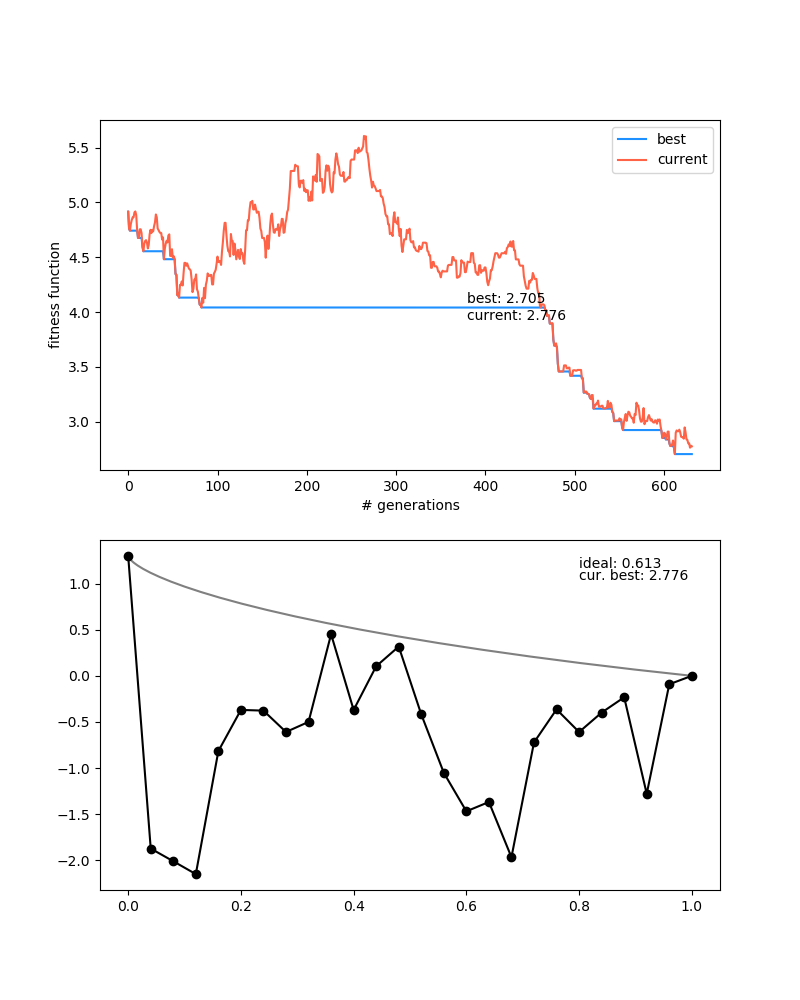 best
current
5.5
5.0
4.5
4.0
3.5
3.0
fitness function
best: 2.705
current: 2.776
0 100 200 300 400 500 600
# generations
ideal: 0.613
cur. best: 2.776
1.0
0.5
0.0
−0.5
−1.0
−1.5
−2.0
0.0 0.2 0.4 0.6 0.8 1.0